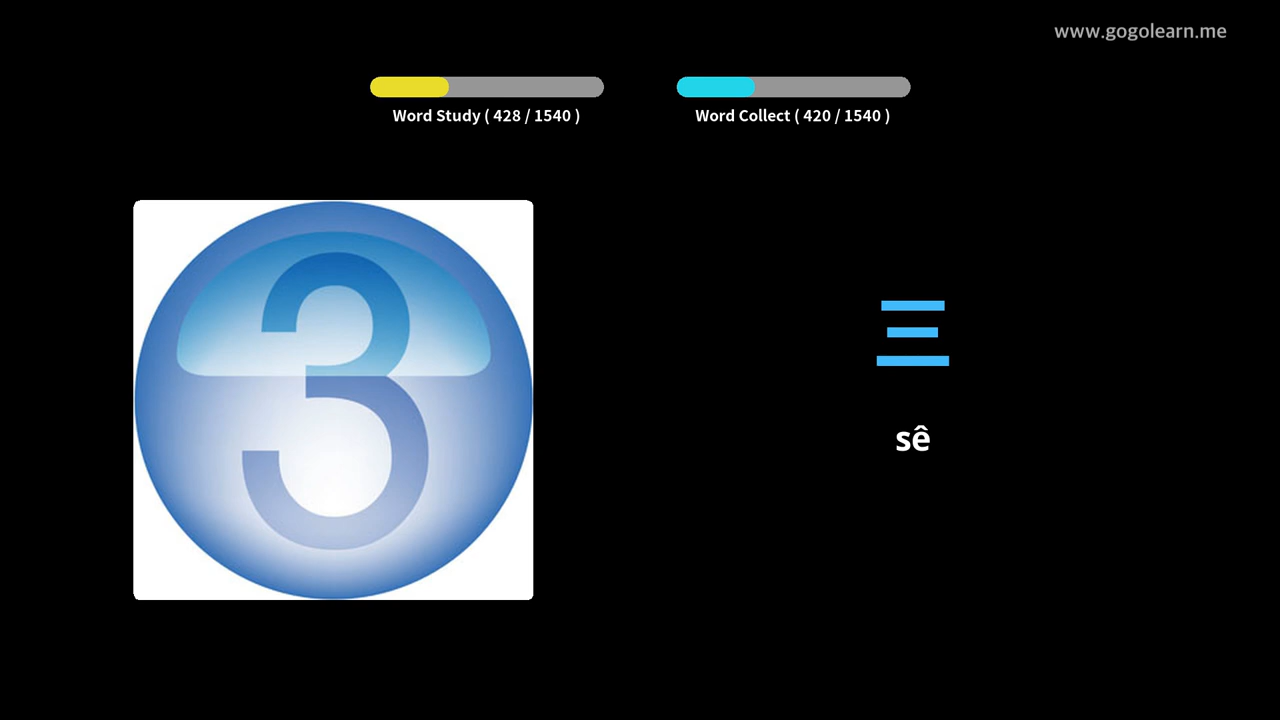 www.gogolearn.me
Word Study ( 428 / 1540 )
Word Collect ( 420 / 1540 )
3
三
sê